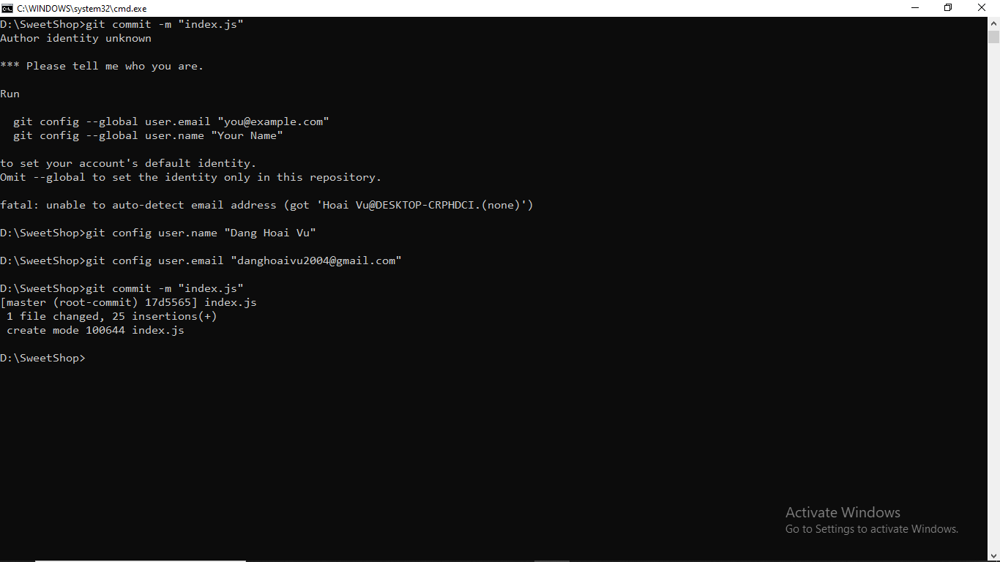 C:\WINDOWS\system32\cmd.exe
D:\SweetShop>git commit -m "index.js"
Author identity unknown
*** Please tell me who you are.
Run
git config --global user.email "you@example.com"
git config --global user.name "Your Name"
to set your account's default identity.
Omit --global to set the identity only in this repository.
fatal: unable to auto-detect email address (got 'Hoai Vu@DESKTOP-CRPHDCI.(none)')
D:\SweetShop>git config user.name "Dang Hoai Vu"
D:\SweetShop>git config user.email "danghoaivu2004@gmail.com"
D:\SweetShop>git commit -m "index.js"
[master (root-commit) 17d5565] index.js
1 file changed, 25 insertions(+)
create mode 100644 index.js
D:\SweetShop>
Activate Windows
Go to Settings to activate Windows.